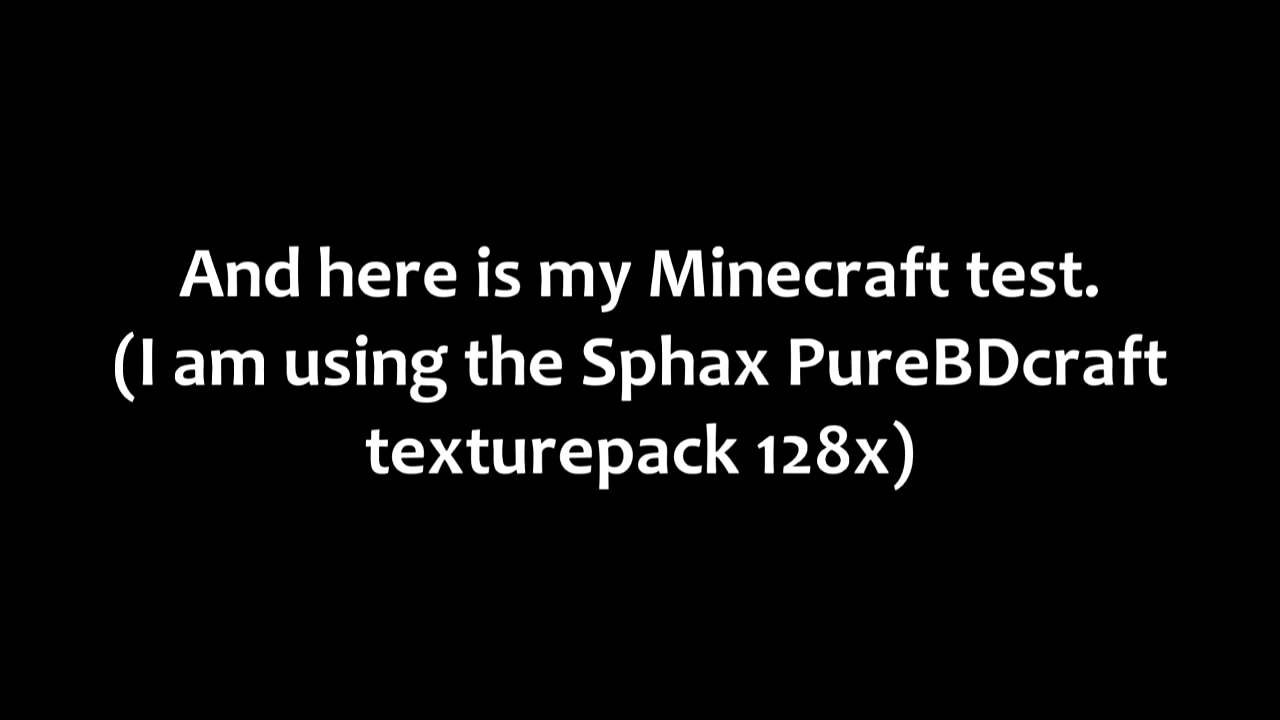 And here is my Minecraft test.
(I am using the Sphax PureBDcraft
texturepack 128x)